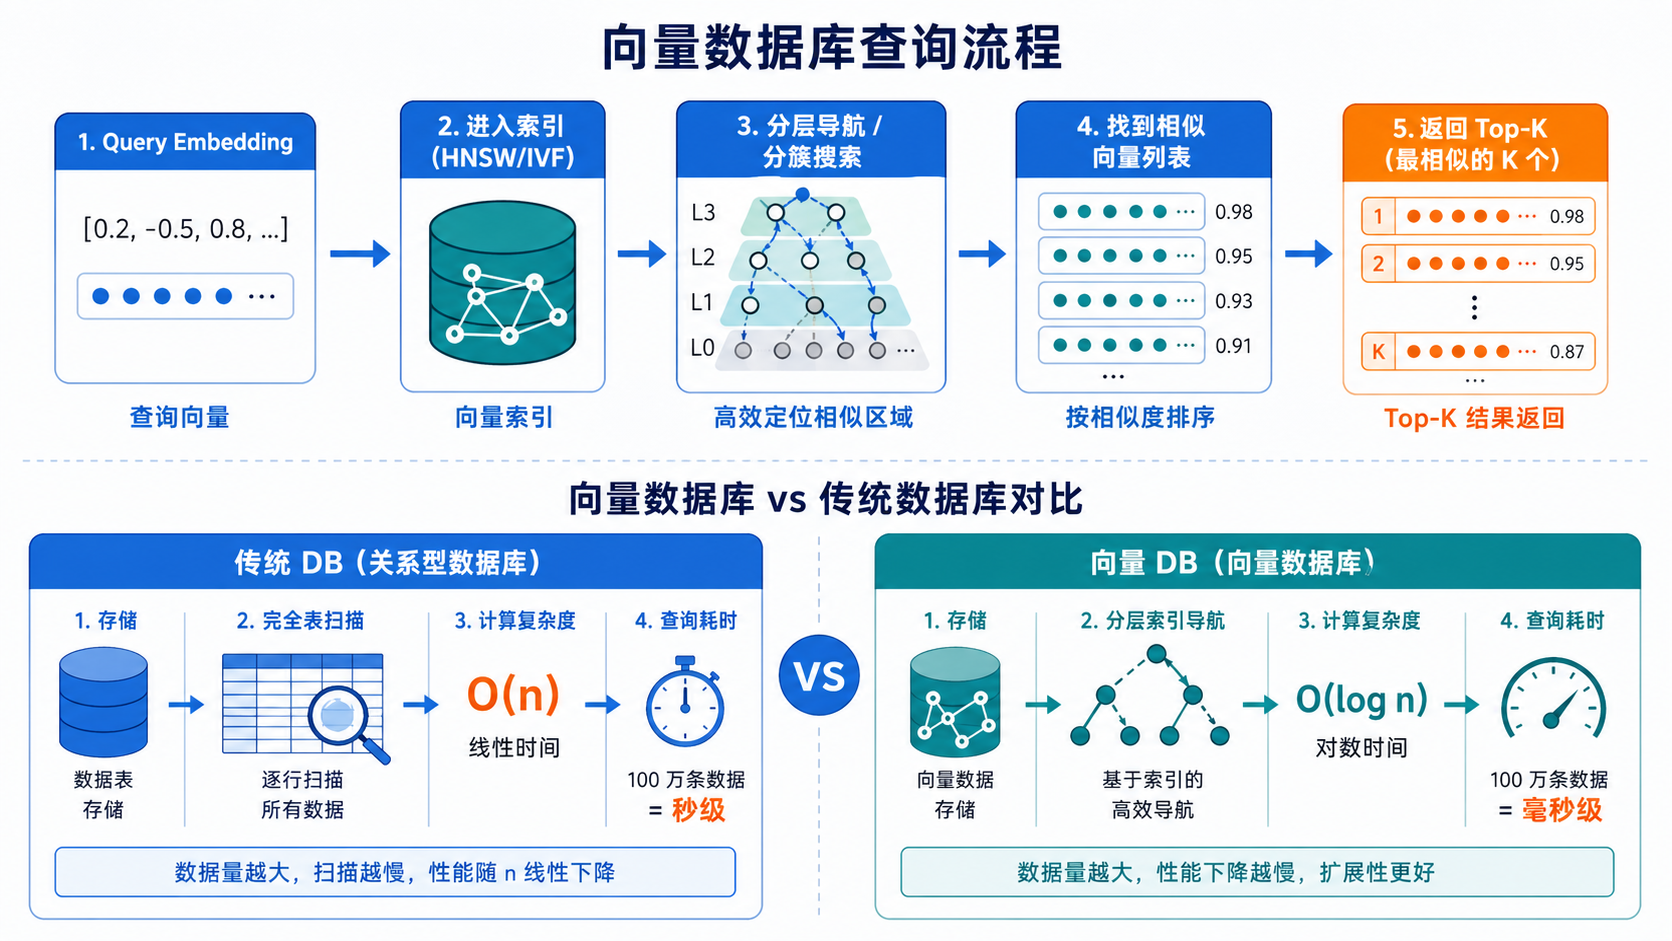 向量数据库查询流程
1. Query Embedding
[0.2, -0.5, 0.8, ...]
...
查询向量
2. 进入索引
(HNSW/IVF)
向量索引
3. 分层导航 /
分簇搜索
L3
L2
L1
L0
...
高效定位相似区域
4. 找到相似
向量列表
... 0.98
... 0.95
... 0.93
... 0.91
...
按相似度排序
5. 返回 Top-K
(最相似的 K 个)
1 ... 0.98
2 ... 0.95
⋮
K ... 0.87
...
Top-K 结果返回
向量数据库 vs 传统数据库对比
传统 DB（关系型数据库）
1. 存储
数据表
存储
2. 完全表扫描
逐行扫描
所有数据
3. 计算复杂度
O(n)
线性时间
4. 查询耗时
100 万条数据
= 秒级
数据量越大，扫描越慢，性能随 n 线性下降
VS
向量 DB（向量数据库）
1. 存储
向量数据
存储
2. 分层索引导航
基于索引的
高效导航
3. 计算复杂度
O(log n)
对数时间
4. 查询耗时
100 万条数据
= 毫秒级
数据量越大，性能下降越慢，扩展性更好